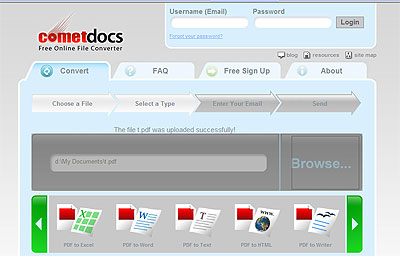 cometdocs
Free Online File Converter
Username (Email) Password
Login
Forgot your password?
blog resources site map
Convert FAQ Free Sign Up About
Choose a File Select a Type Enter Your Email Send
The file t.pdf was uploaded successfully!
d:\My Documents\t.pdf
Browse...
W T www.
PDF to Excel PDF to Word PDF to Text PDF to HTML PDF to Writer